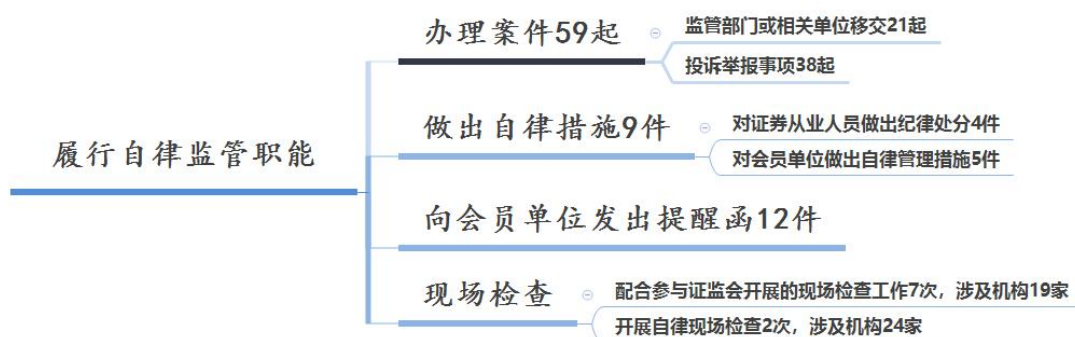 履行自律监管职能
办理案件59起
监管部门或相关单位移交21起
投诉举报事项38起
做出自律措施9件
对证券从业人员做出纪律处分4件
对会员单位做出自律管理措施5件
向会员单位发出提醒函12件
现场检查
配合参与证监会开展的现场检查工作7次，涉及机构19家
开展自律现场检查2次，涉及机构24家